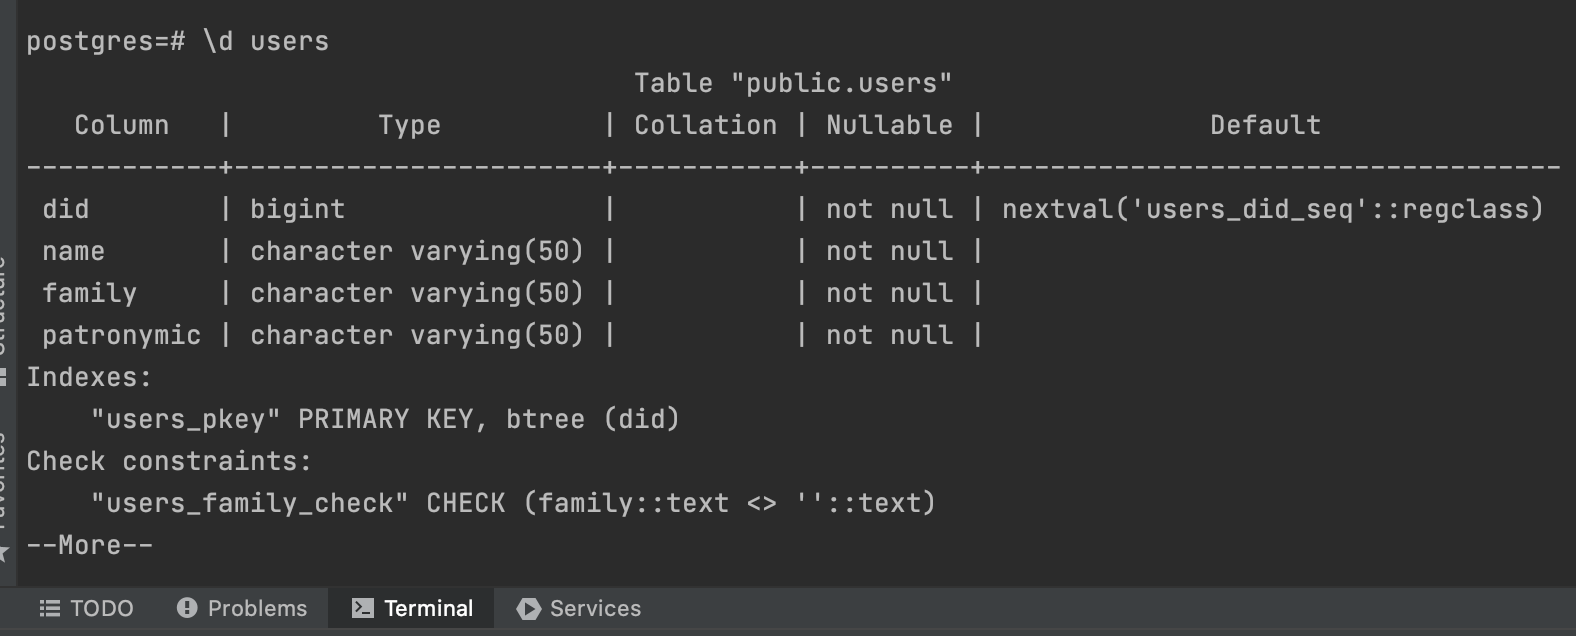 postgres=# \d users
Table "public.users"
Column | Type | Collation | Nullable | Default
------------+-----------------------+-----------+----------+------------------------------------
did | bigint | | not null | nextval('users_did_seq'::regclass)
name | character varying(50) | | not null |
family | character varying(50) | | not null |
patronymic | character varying(50) | | not null |
Indexes:
"users_pkey" PRIMARY KEY, btree (did)
Check constraints:
"users_family_check" CHECK (family::text <> ''::text)
--More--
TODO Problems Terminal Services